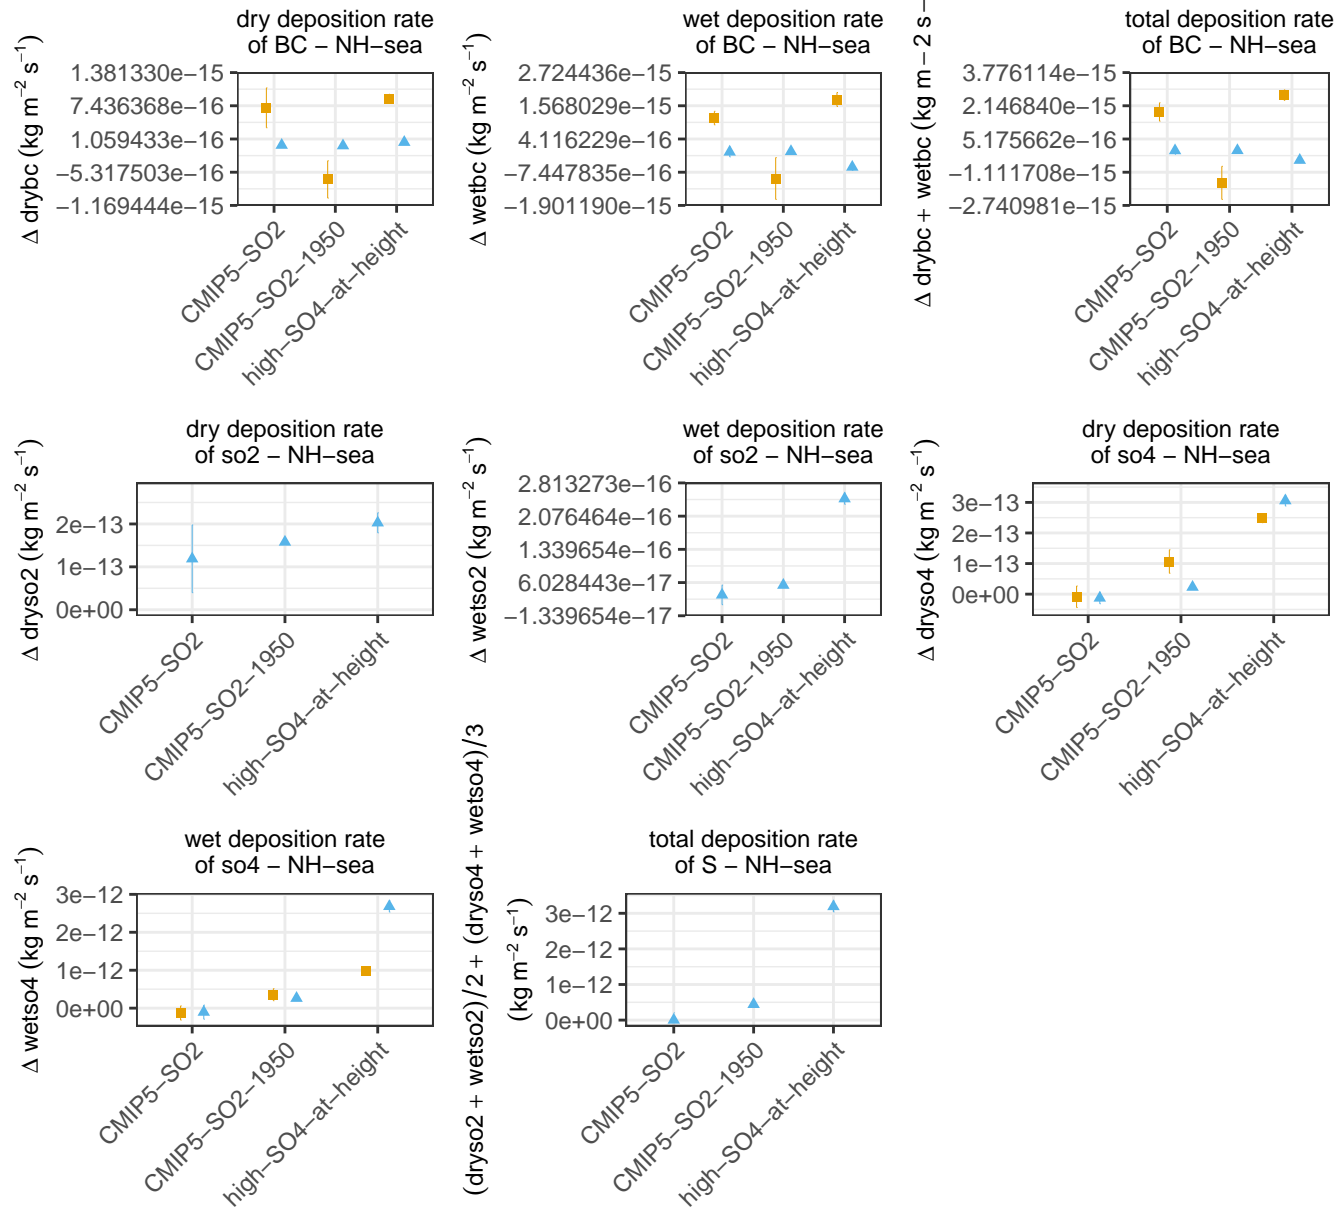 dry deposition rate
of BC − NH−sea
Δ drybc (kg m−2 s−1)
1.381330e−15
7.436368e−16
1.059433e−16
−5.317503e−16
−1.169444e−15
CMIP5−SO2
CMIP5−SO2−1950
high−SO4−at−height
wet deposition rate
of BC − NH−sea
Δ wetbc (kg m−2 s−1)
2.724436e−15
1.568029e−15
4.116229e−16
−7.447835e−16
−1.901190e−15
CMIP5−SO2
CMIP5−SO2−1950
high−SO4−at−height
total deposition rate
of BC − NH−sea
Δ drybc + wetbc (kg m−2 s−
3.776114e−15
2.146840e−15
5.175662e−16
−1.111708e−15
−2.740981e−15
CMIP5−SO2
CMIP5−SO2−1950
high−SO4−at−height
dry deposition rate
of so2 − NH−sea
Δ dryso2 (kg m−2 s−1)
2e−13
1e−13
0e+00
CMIP5−SO2
CMIP5−SO2−1950
high−SO4−at−height
wet deposition rate
of so2 − NH−sea
Δ wetso2 (kg m−2 s−1)
2.813273e−16
2.076464e−16
1.339654e−16
6.028443e−17
−1.339654e−17
CMIP5−SO2
CMIP5−SO2−1950
high−SO4−at−height
dry deposition rate
of so4 − NH−sea
Δ dryso4 (kg m−2 s−1)
3e−13
2e−13
1e−13
0e+00
CMIP5−SO2
CMIP5−SO2−1950
high−SO4−at−height
wet deposition rate
of so4 − NH−sea
Δ wetso4 (kg m−2 s−1)
3e−12
2e−12
1e−12
0e+00
CMIP5−SO2
CMIP5−SO2−1950
high−SO4−at−height
total deposition rate
of S − NH−sea
(dryso2 + wetso2)/2 + (dryso4 + wetso4)/3
(kg m−2 s−1)
3e−12
2e−12
1e−12
0e+00
CMIP5−SO2
CMIP5−SO2−1950
high−SO4−at−height